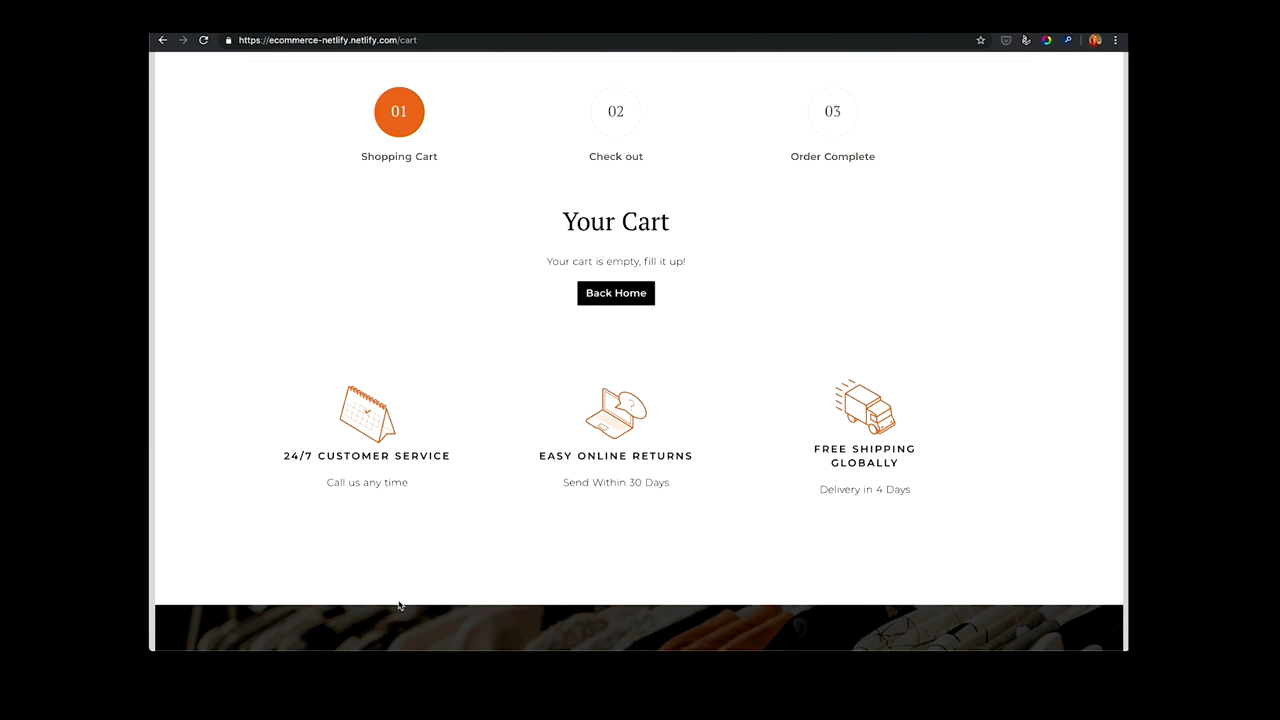 https://ecommerce-netlify.netlify.com/cart
01
02
03
Shopping Cart
Check out
Order Complete
Your Cart
Your cart is empty, fill it up!
Back Home
24/7 CUSTOMER SERVICE
Call us any time
EASY ONLINE RETURNS
Send Within 30 Days
FREE SHIPPING
GLOBALLY
Delivery in 4 Days